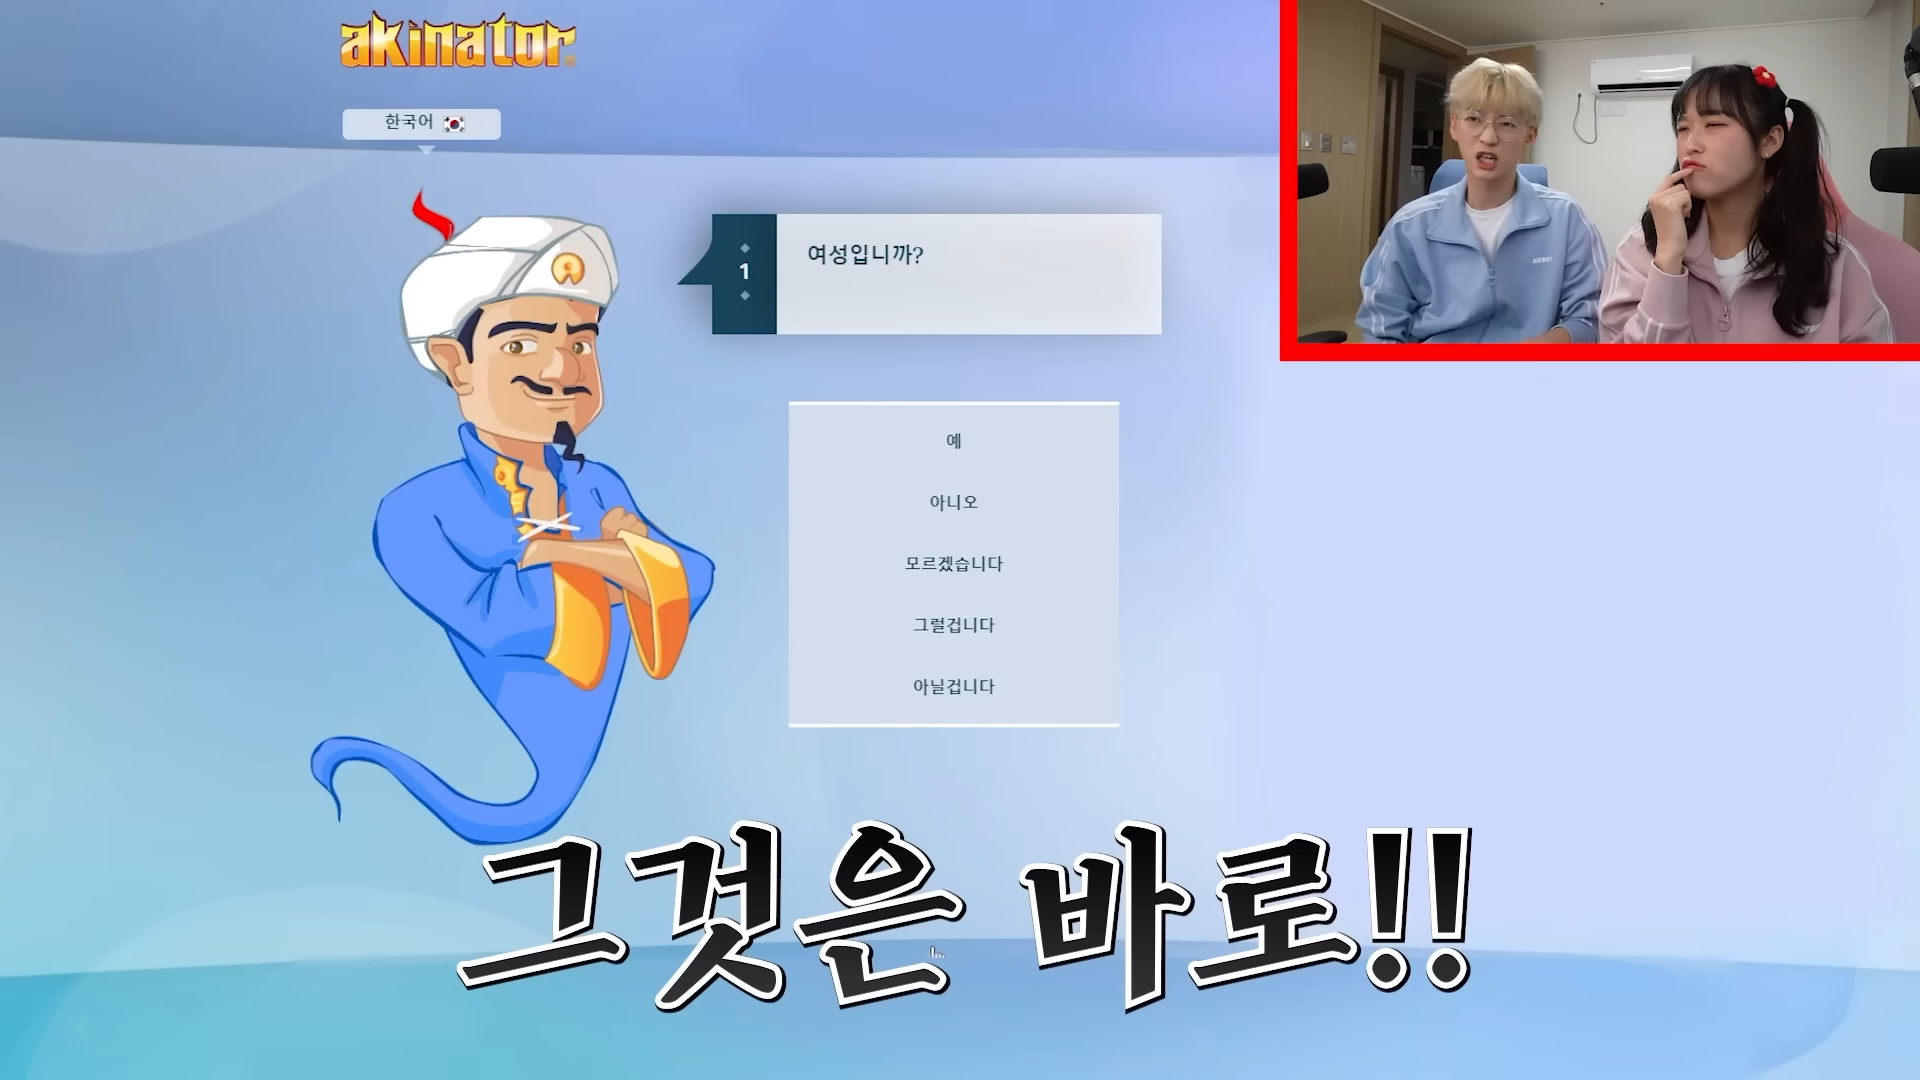 akinator
한국어
1
여성입니까?
예
아니오
모르겠습니다
그럴겁니다
아닐겁니다
그것은 바로!!